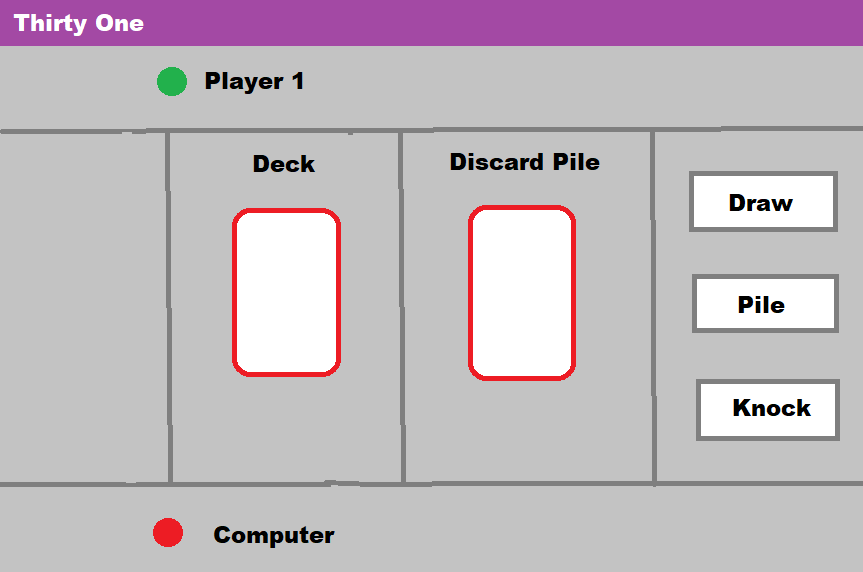 Thirty One
Player 1
Deck
Discard Pile
Draw
Pile
Knock
Computer